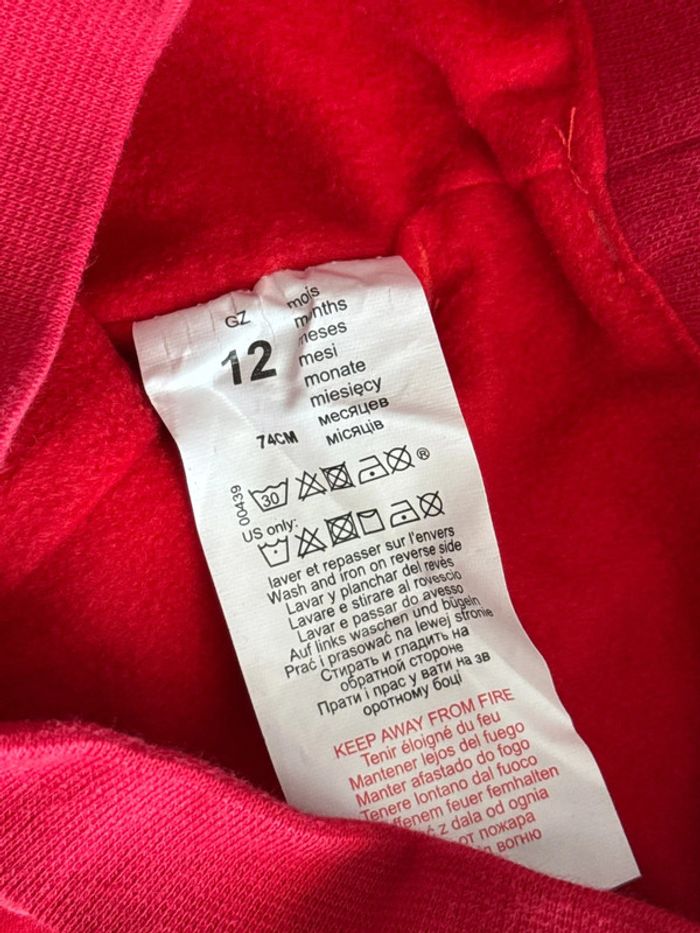 GZ
12
74CM
mois
months
meses
mesi
monate
miesięcy
месяцев
місяців
00439
30
®
US only:
laver et repasser sur l'envers
Wash and iron on reverse side
Lavar y planchar del revès
Lavare e stirare al rovescio
Lavar e passar do avesso
Auf links waschen und bügeln
Prać i prasować na lewej stronie
Стирать и гладить на
обратной стороне
Прати і прас у вати на зв
оротному боці
KEEP AWAY FROM FIRE
Tenir éloigné du feu
Mantener lejos del fuego
Manter afastado do fogo
Tenere lontano dal fuoco
feuer fernhalten
z dala od ognia
от пожара
вогню